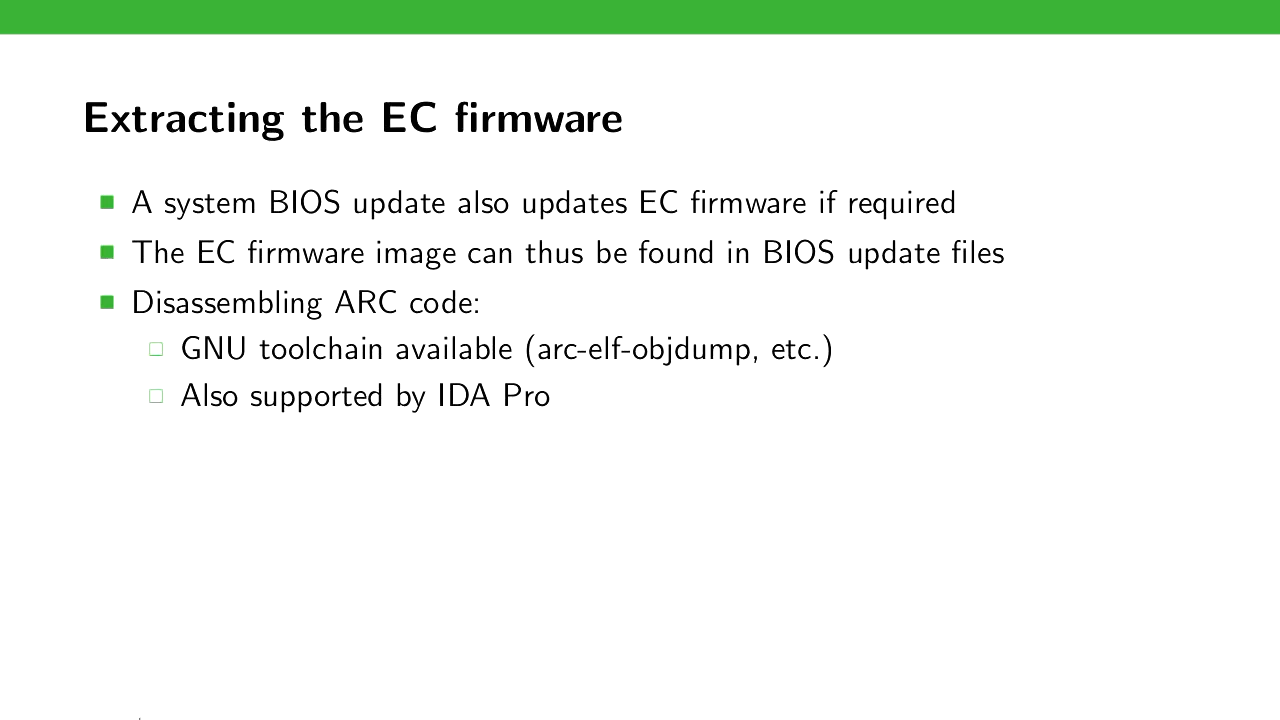 Extracting the EC firmware
A system BIOS update also updates EC firmware if required
The EC firmware image can thus be found in BIOS update files
Disassembling ARC code:
GNU toolchain available (arc-elf-objdump, etc.)
Also supported by IDA Pro